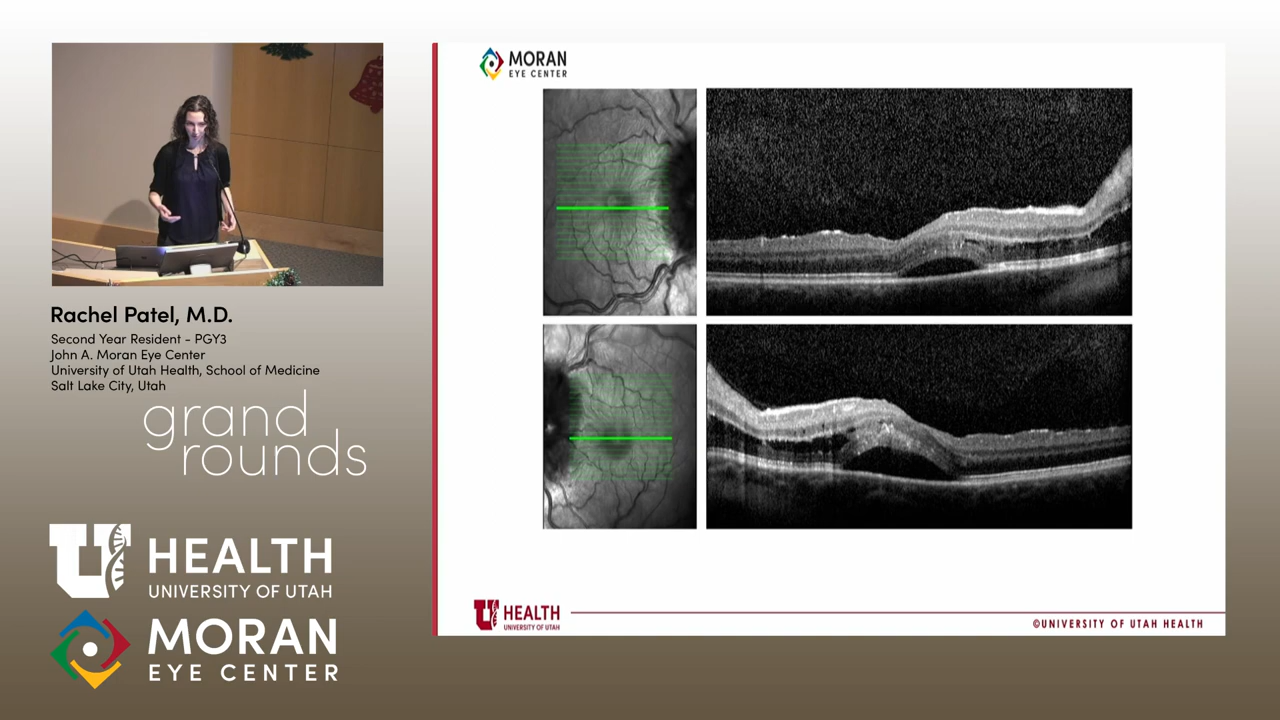 Rachel Patel, M.D.
Second Year Resident - PGY3
John A. Moran Eye Center
University of Utah Health, School of Medicine
Salt Lake City, Utah
grand
rounds
U HEALTH
UNIVERSITY OF UTAH
MORAN
EYE CENTER
MORAN
EYE CENTER
U HEALTH
UNIVERSITY OF UTAH
©UNIVERSITY OF UTAH HEALTH